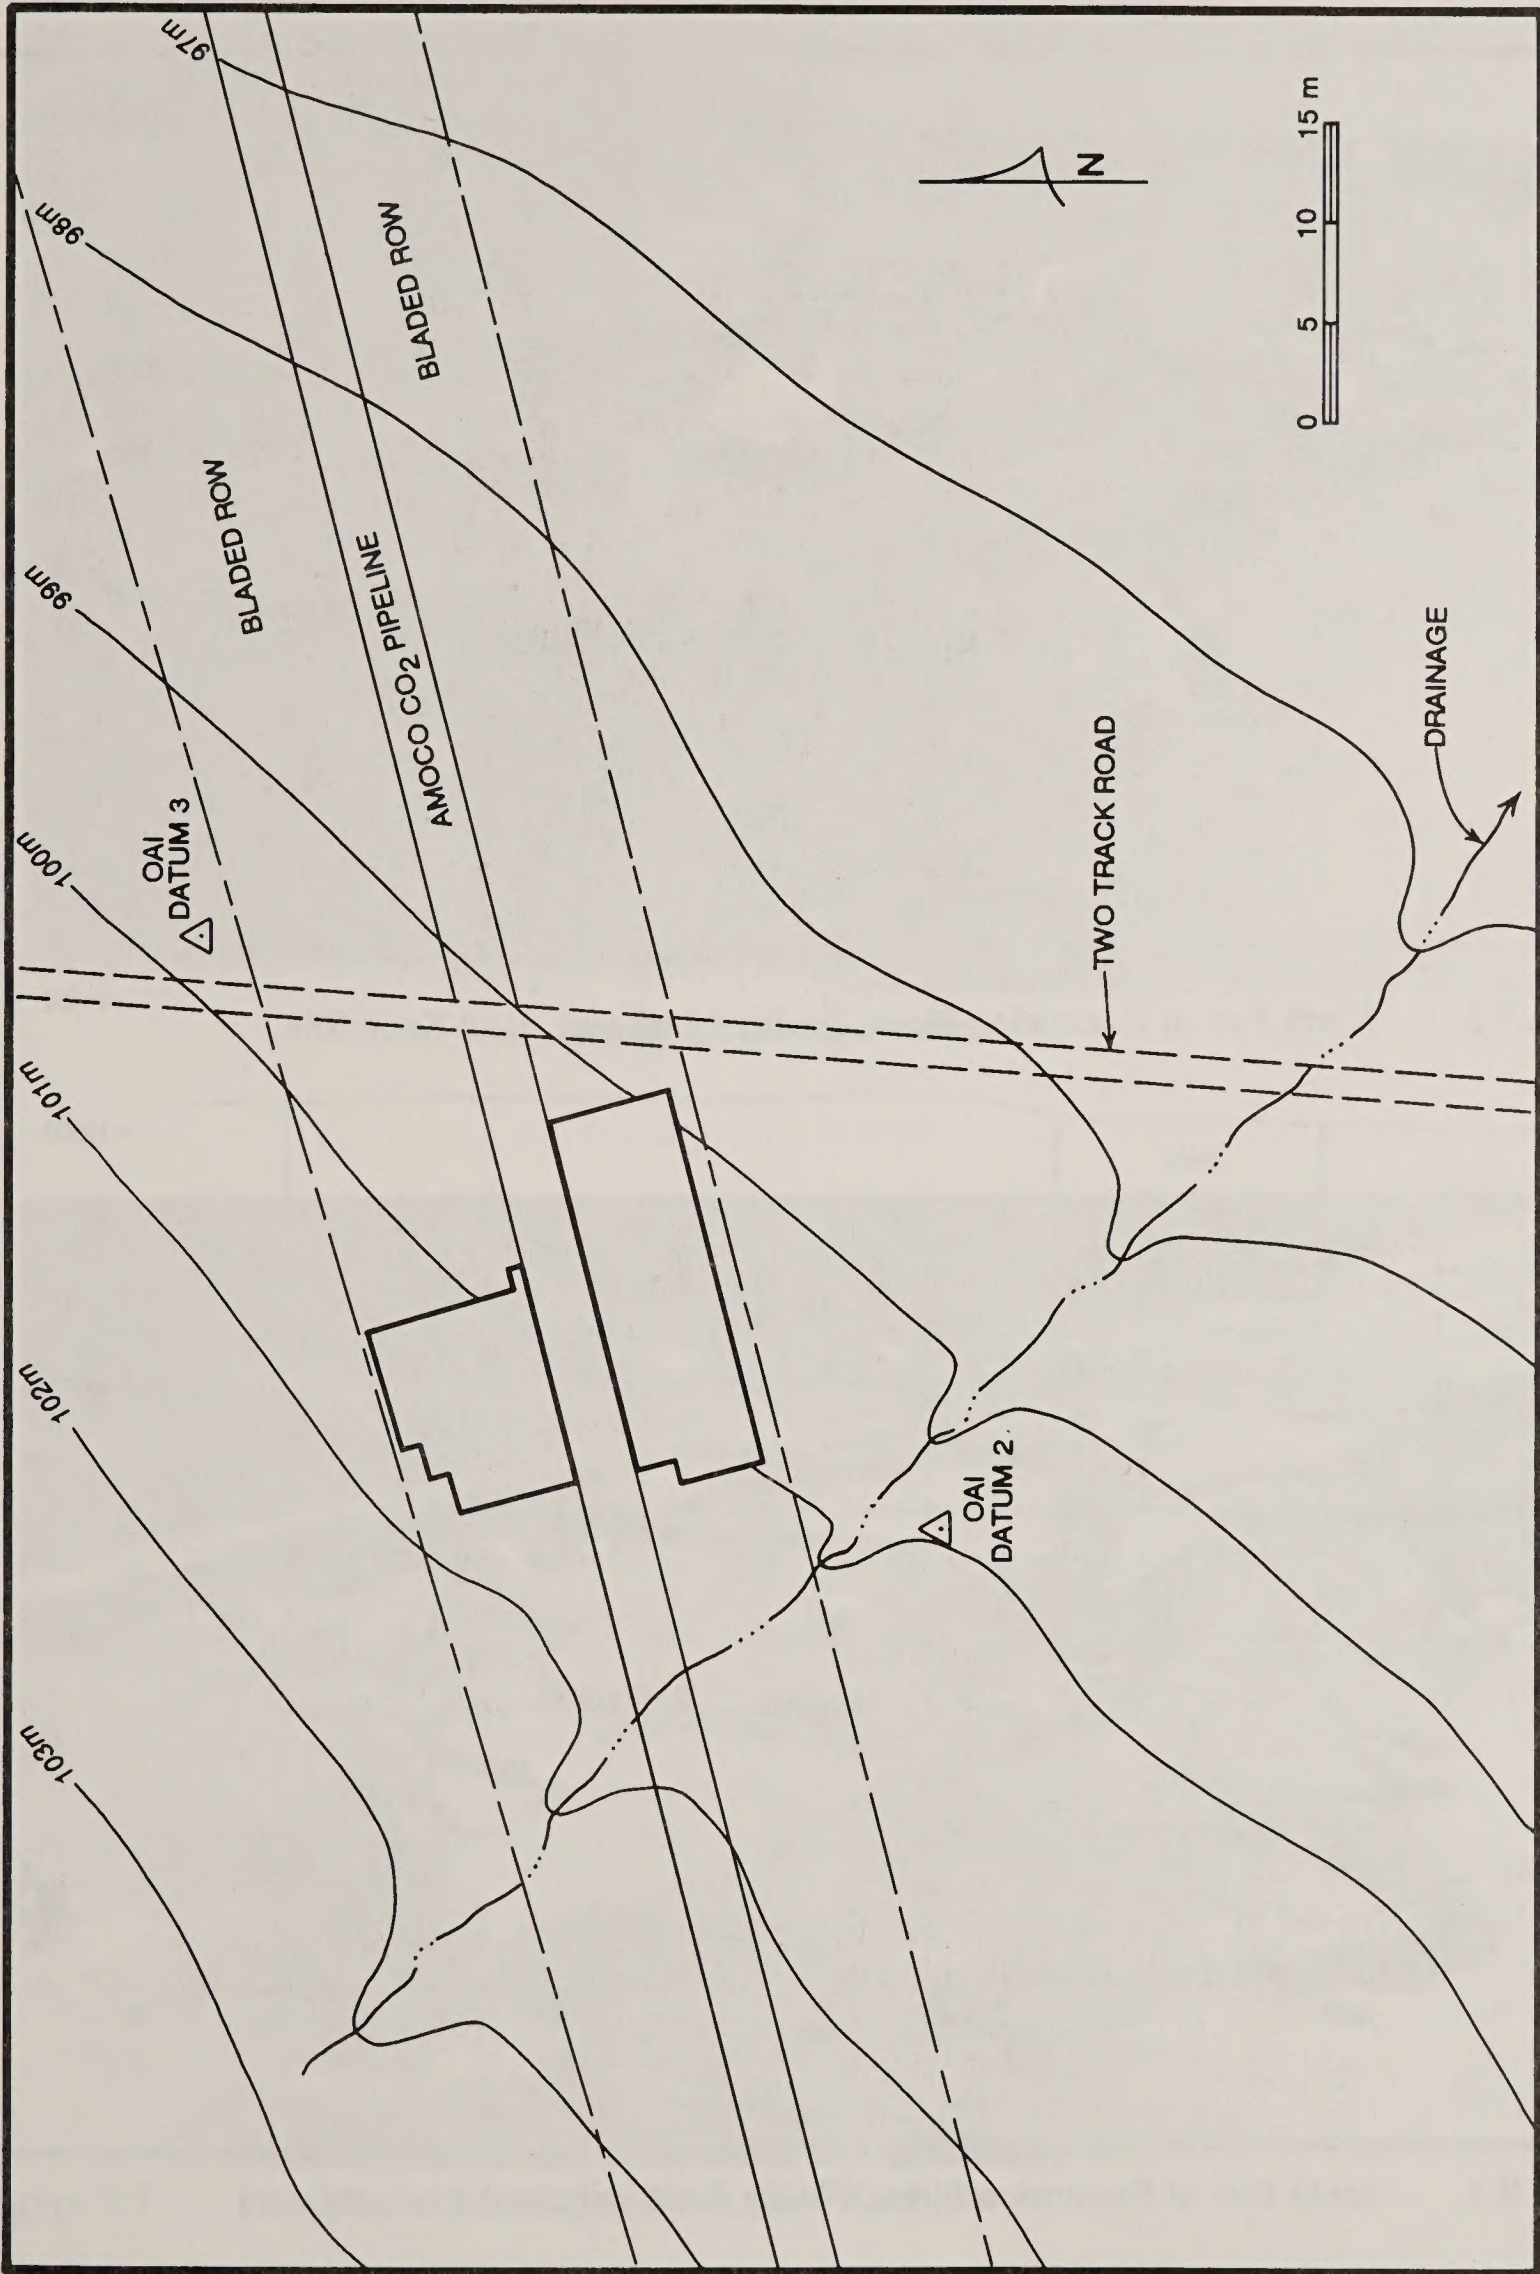 103m
102m
101m
100m
99m
98m
97m
OAI
DATUM 3
BLADED ROW
AMOCO CO₂ PIPELINE
BLADED ROW
N
0 5 10 15 m
TWO TRACK ROAD
DRAINAGE
OAI
DATUM 2